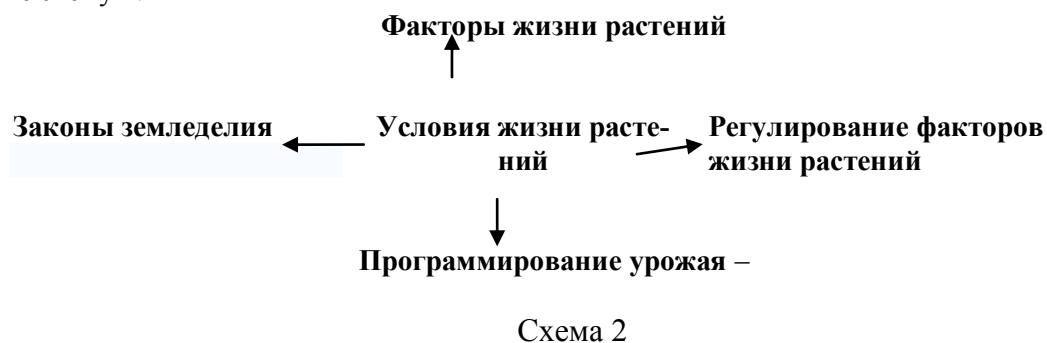 Факторы жизни растений
Законы земледелия
Условия жизни расте-
ний
Регулирование факторов
жизни растений
Программирование урожая –
Схема 2